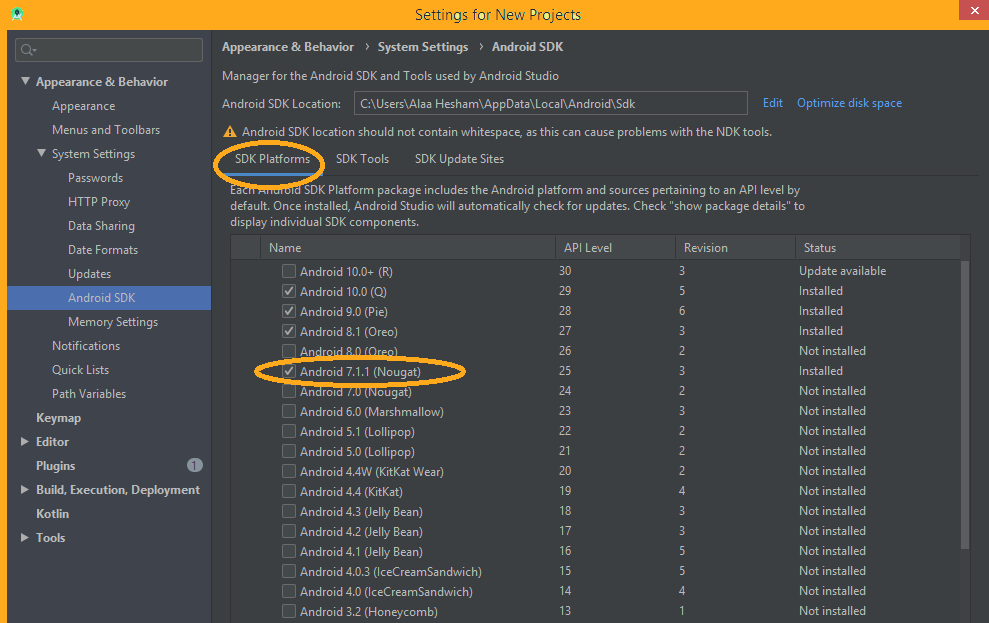 Settings for New Projects
Appearance & Behavior
Appearance
Menus and Toolbars
System Settings
Passwords
HTTP Proxy
Data Sharing
Date Formats
Updates
Android SDK
Memory Settings
Notifications
Quick Lists
Path Variables
Keymap
Editor
Plugins 1
Build, Execution, Deployment
Kotlin
Tools
Appearance & Behavior › System Settings › Android SDK
Manager for the Android SDK and Tools used by Android Studio
Android SDK Location: C:\Users\Alaa Hesham\AppData\Local\Android\Sdk Edit Optimize disk space
Android SDK location should not contain whitespace, as this can cause problems with the NDK tools.
SDK Platforms SDK Tools SDK Update Sites
Each Android SDK Platform package includes the Android platform and sources pertaining to an API level by
default. Once installed, Android Studio will automatically check for updates. Check "show package details" to
display individual SDK components.
Name API Level Revision Status
Android 10.0+ (R) 30 3 Update available
Android 10.0 (Q) 29 5 Installed
Android 9.0 (Pie) 28 6 Installed
Android 8.1 (Oreo) 27 3 Installed
Android 8.0 (Oreo) 26 2 Not installed
Android 7.1.1 (Nougat) 25 3 Installed
Android 7.0 (Nougat) 24 2 Not installed
Android 6.0 (Marshmallow) 23 3 Not installed
Android 5.1 (Lollipop) 22 2 Not installed
Android 5.0 (Lollipop) 21 2 Not installed
Android 4.4W (KitKat Wear) 20 2 Not installed
Android 4.4 (KitKat) 19 4 Not installed
Android 4.3 (Jelly Bean) 18 3 Not installed
Android 4.2 (Jelly Bean) 17 3 Not installed
Android 4.1 (Jelly Bean) 16 5 Not installed
Android 4.0.3 (IceCreamSandwich) 15 5 Not installed
Android 4.0 (IceCreamSandwich) 14 4 Not installed
Android 3.2 (Honeycomb) 13 1 Not installed